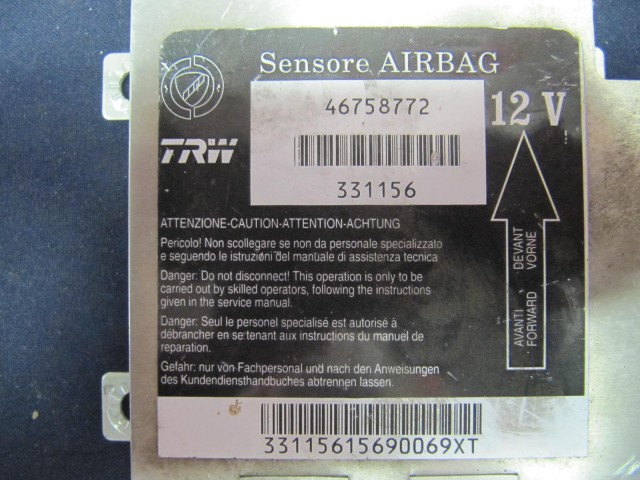 Sensore AIRBAG
46758772
12 V
TRW
331156
ATTENZIONE-CAUTION-ATTENTION-ACHTUNG
Pericolo! Non scollegare se non da personale specializzato
e seguendo le istruzioni del manuale di assistenza tecnica
Danger: Do not disconnect! This operation is only to be
carried out by skilled operators, following the instructions
given in the service manual.
Danger: Seul le personel specialisé est autorisé à
débrancher en se tenant aux instructions du manuel de
reparation.
Gefahr: nur von Fachpersonal und nach den Anweisungen
des Kundendiensthandbuches abtrennen lassen.
AVANTI DEVANT
FORWARD VORNE
33115615690069XT